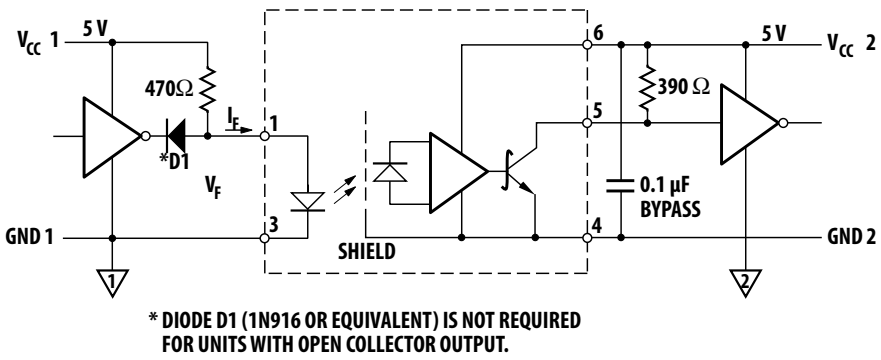 V_CC 1
5 V
470Ω
I_F
1
*D1
V_F
GND 1
3
1
SHIELD
6
5 V
V_CC 2
5
390 Ω
0.1 µF
BYPASS
4
GND 2
2
* DIODE D1 (1N916 OR EQUIVALENT) IS NOT REQUIRED
FOR UNITS WITH OPEN COLLECTOR OUTPUT.